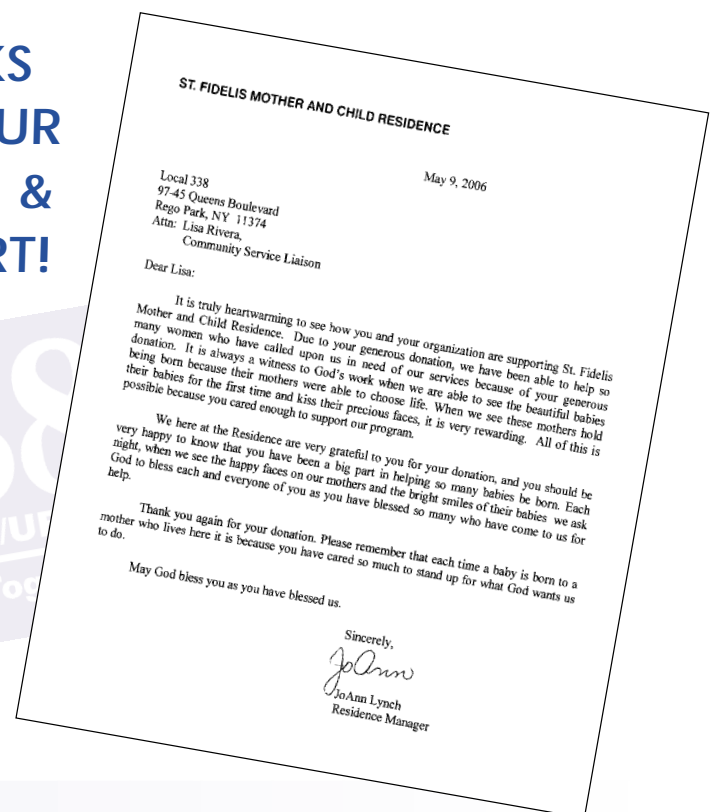 KS
UR
&
RT!
ST. FIDELIS MOTHER AND CHILD RESIDENCE
May 9, 2006
Local 338
97-45 Queens Boulevard
Rego Park, NY 11374
Attn: Lisa Rivera,
Community Service Liaison
Dear Lisa:
It is truly heartwarming to see how you and your organization are supporting St. Fidelis
Mother and Child Residence. Due to your generous donation, we have been able to help so
many women who have called upon us in need of our services because of your generous
donation. It is always a witness to God's work when we are able to see the beautiful babies
being born because their mothers were able to choose life. When we see these mothers hold
their babies for the first time and kiss their precious faces, it is very rewarding. All of this is
possible because you cared enough to support our program.
We here at the Residence are very grateful to you for your donation, and you should be
very happy to know that you have been a big part in helping so many babies be born. Each
night, when we see the happy faces on our mothers and the bright smiles of their babies we ask
God to bless each and everyone of you as you have blessed so many who have come to us for
help.
Thank you again for your donation. Please remember that each time a baby is born to a
mother who lives here it is because you have cared so much to stand up for what God wants us
to do.
May God bless you as you have blessed us.
Sincerely,
JoAnn
JoAnn Lynch
Residence Manager